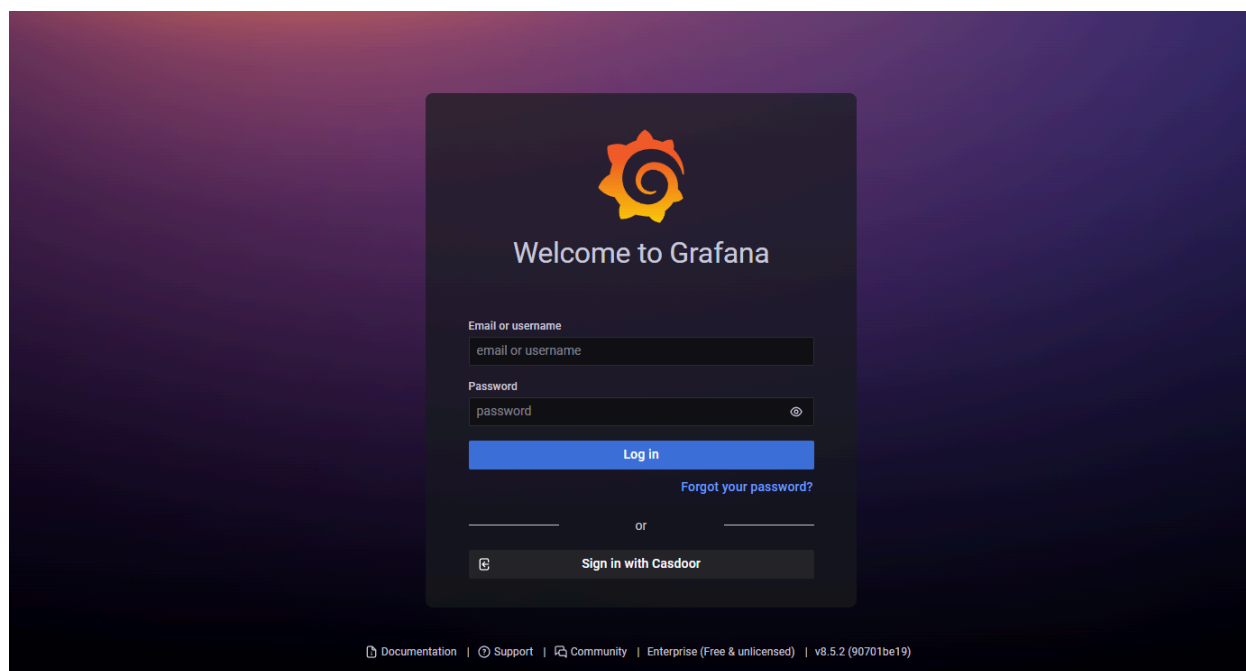 Welcome to Grafana
Email or username
email or username
Password
password
Log in
Forgot your password?
or
Sign in with Casdoor
Documentation | Support | Community | Enterprise (Free & unlicensed) | v8.5.2 (90701be19)